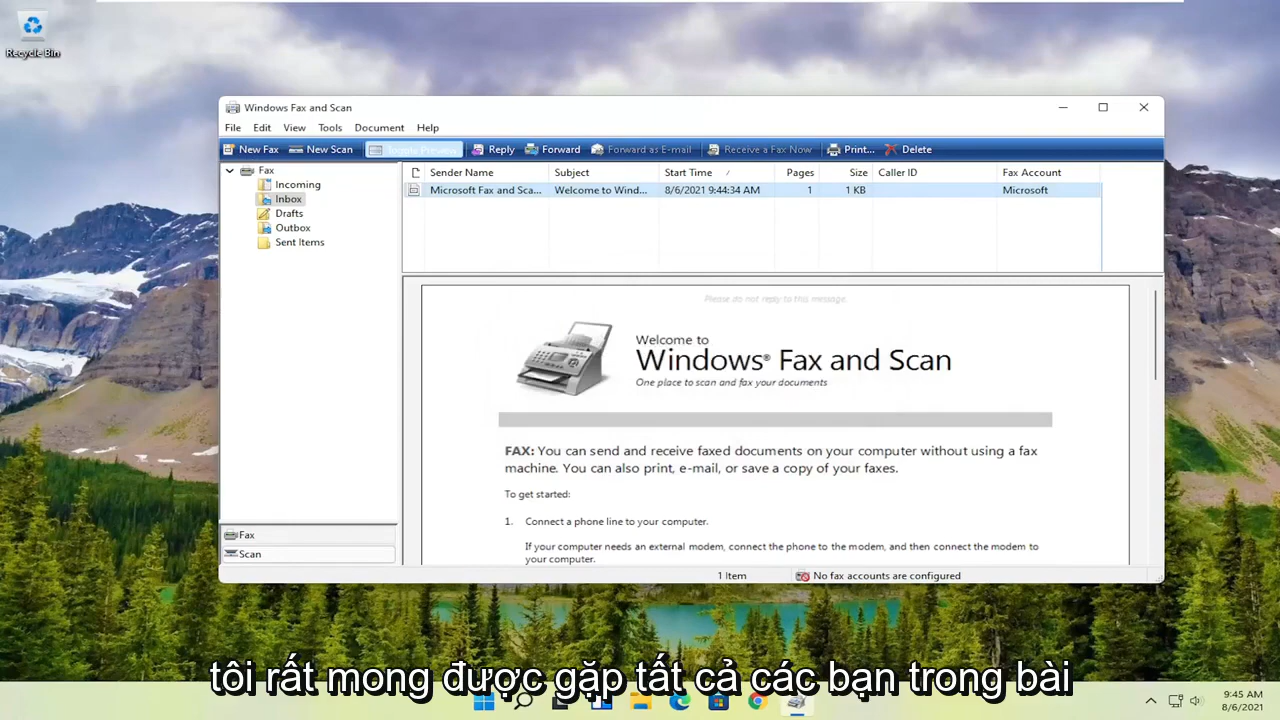 Recycle Bin
Windows Fax and Scan
File Edit View Tools Document Help
New Fax New Scan Toggle Preview Reply Forward Forward as E-mail Receive a Fax Now Print... Delete
Fax
Incoming
Inbox
Drafts
Outbox
Sent Items
Sender Name Subject Start Time Pages Size Caller ID Fax Account
Microsoft Fax and Sca... Welcome to Wind... 8/6/2021 9:44:34 AM 1 1 KB Microsoft
Please do not reply to this message.
Welcome to
Windows® Fax and Scan
One place to scan and fax your documents
FAX: You can send and receive faxed documents on your computer without using a fax
machine. You can also print, e-mail, or save a copy of your faxes.
To get started:
1. Connect a phone line to your computer.
If your computer needs an external modem, connect the phone to the modem, and then connect the modem to
your computer.
Fax
Scan
1 Item No fax accounts are configured
tôi rất mong được gặp tất cả các bạn trong bài
9:45 AM
8/6/2021